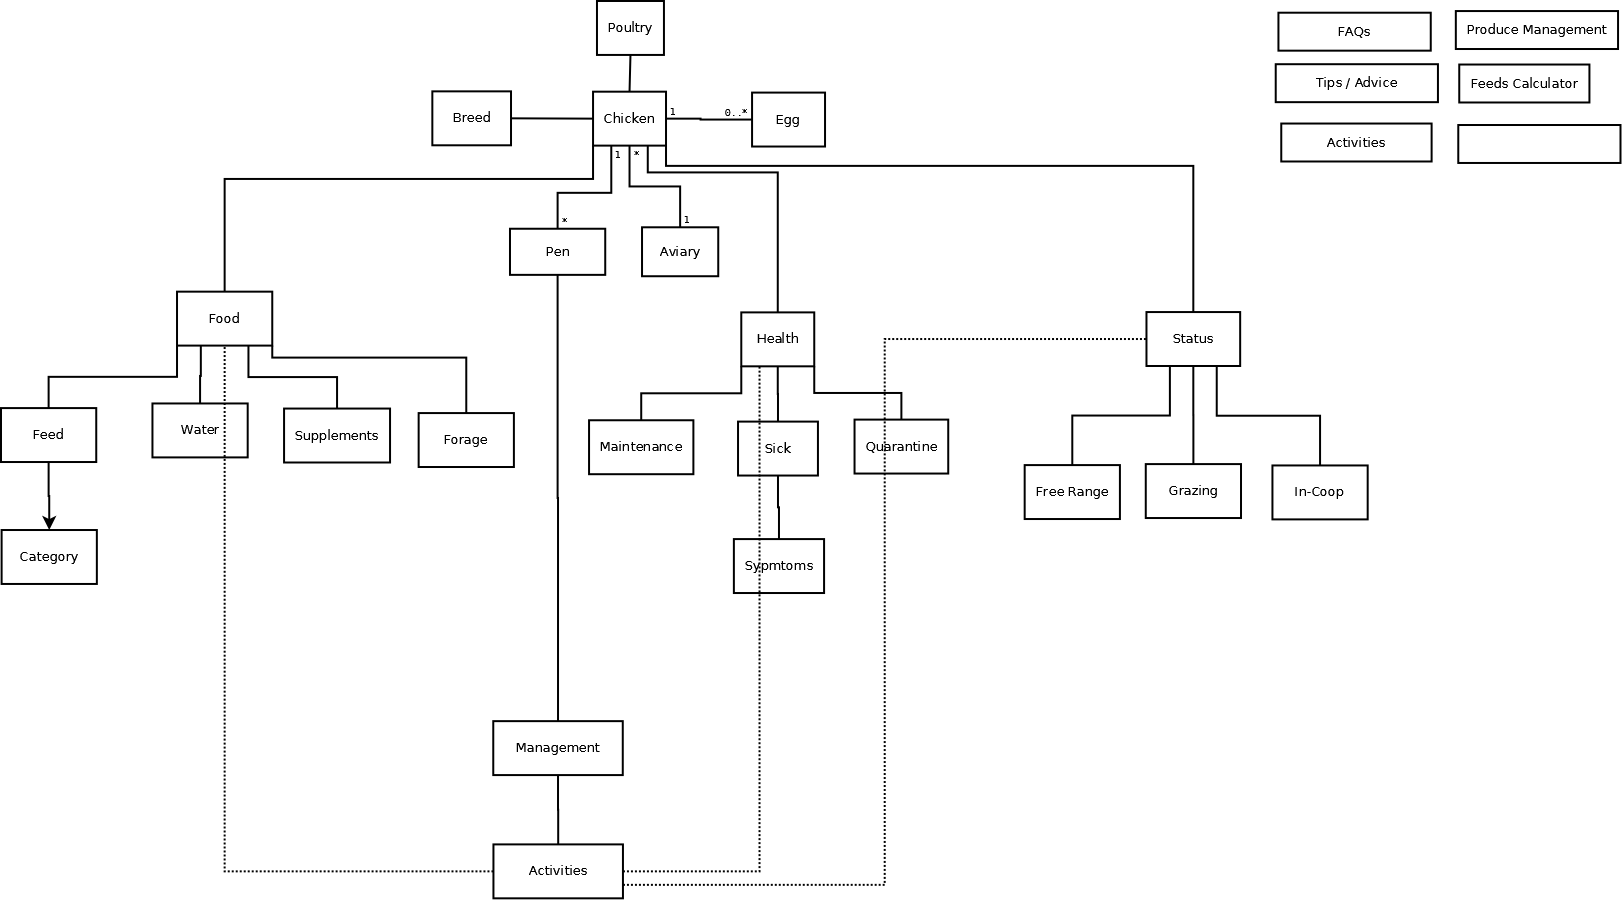 Poultry
FAQs
Produce Management
Tips / Advice
Feeds Calculator
Breed
Chicken
1
0..*
Egg
Activities
1
*
*
1
Pen
Aviary
Food
Health
Status
Feed
Water
Supplements
Forage
Maintenance
Sick
Quarantine
Free Range
Grazing
In-Coop
Category
Sypmtoms
Management
Activities